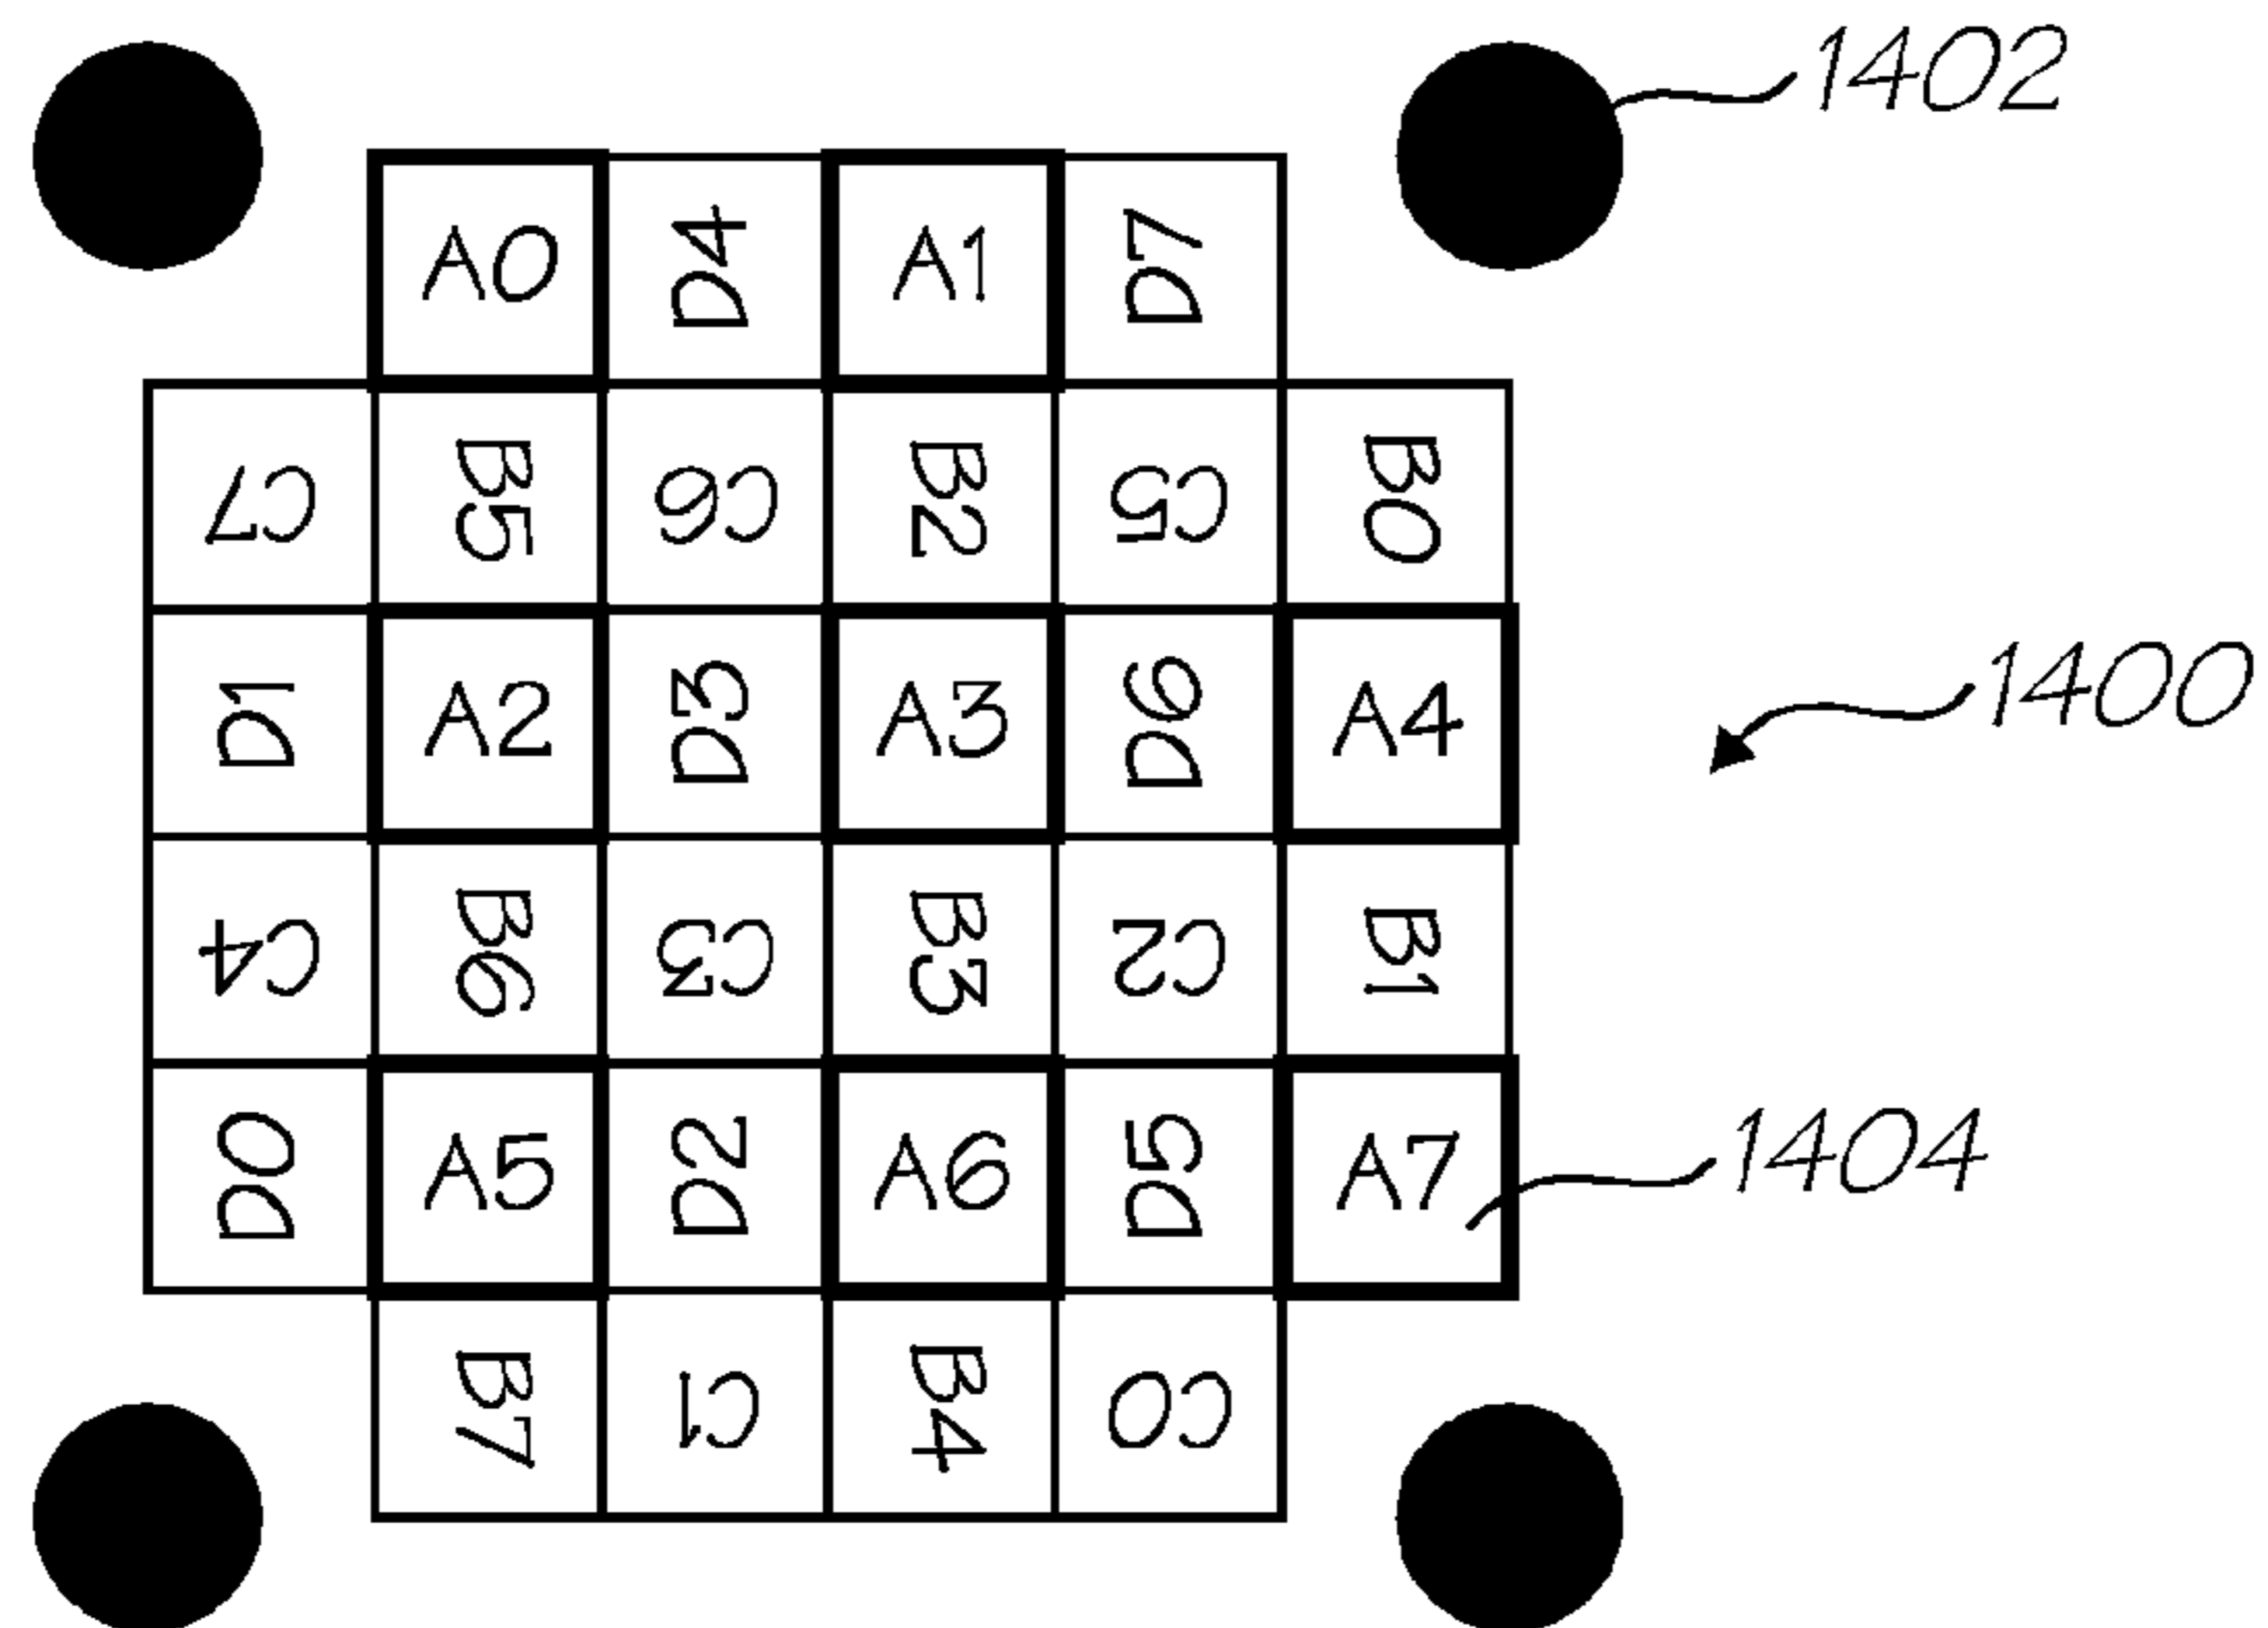 1402
A0 D4 A1 D7
C7 B5 C6 B2 C5 B0
D1 A2 D3 A3 D6 A4
1400
C4 B6 C3 B3 C2 B1
D0 A5 D2 A6 D5 A7
1404
B7 C1 B4 C0